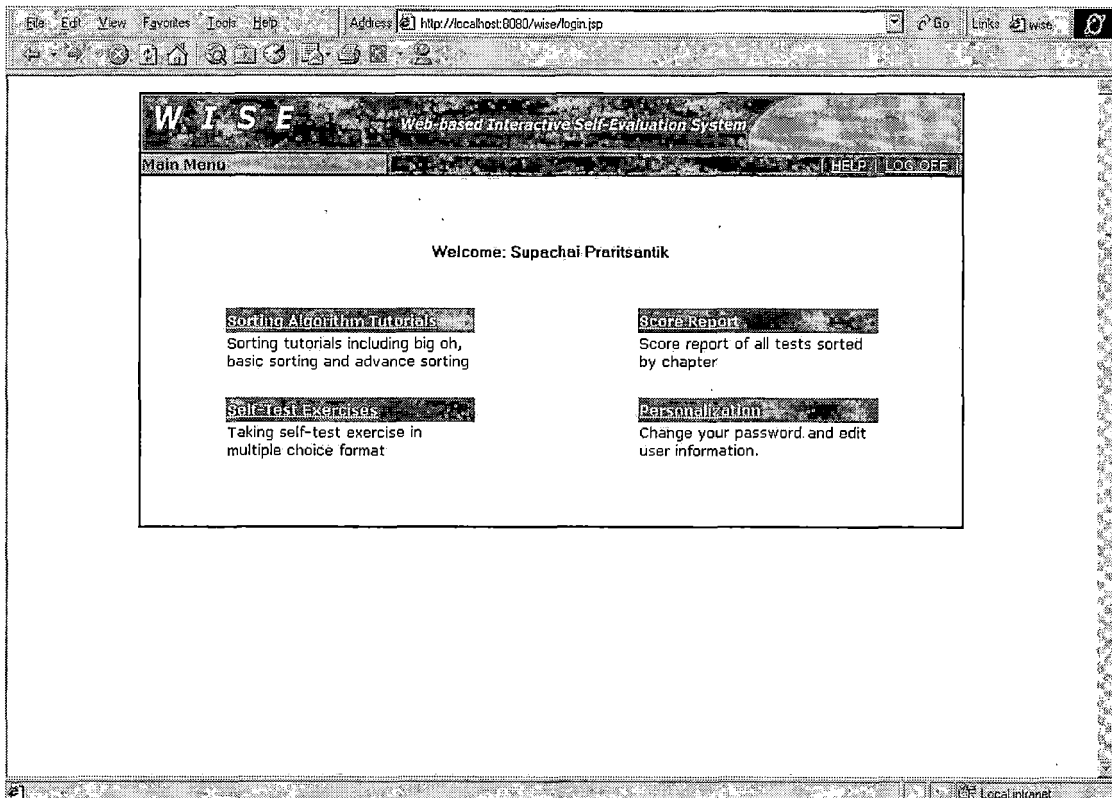 File Edit View Favorites Tools Help Address http://localhost:8080/wise/login.jsp Go Links wise
W I S E Web-based Interactive Self-Evaluation System
Main Menu | HELP | LOG OFF |
Welcome: Supachai Praritsantik
Sorting Algorithm Tutorials
Sorting tutorials including big oh,
basic sorting and advance sorting
Score Report
Score report of all tests sorted
by chapter
Self-Test Exercises
Taking self-test exercise in
multiple choice format
Personalization
Change your password and edit
user information.
Local intranet